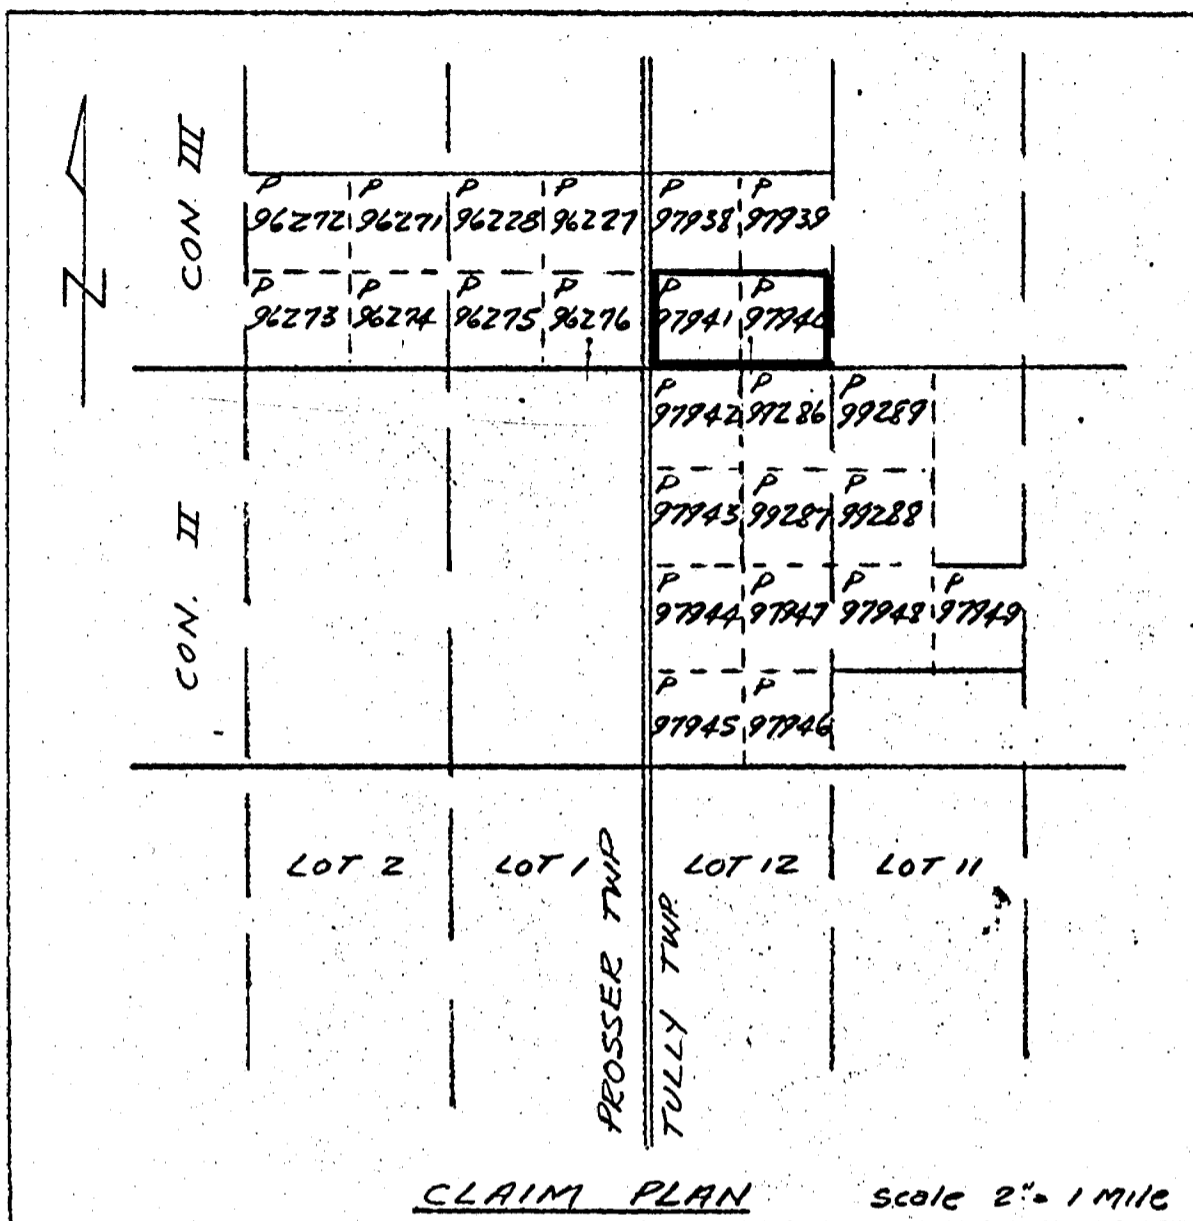 CON III
P P P P P P
96272 96271 96228 96227 97938 97939
P P P P P P
96273 96274 96275 96276 97941 97940
CON. II
P P P
97942 99286 99289
P P P
97943 99287 99288
P P P P
97944 97947 97948 97949
P P
97945 97946
LOT 2 LOT 1 LOT 12 LOT 11
PROSSER TWP
TULLY TWP.
CLAIM PLAN scale 2"= 1 Mile
N